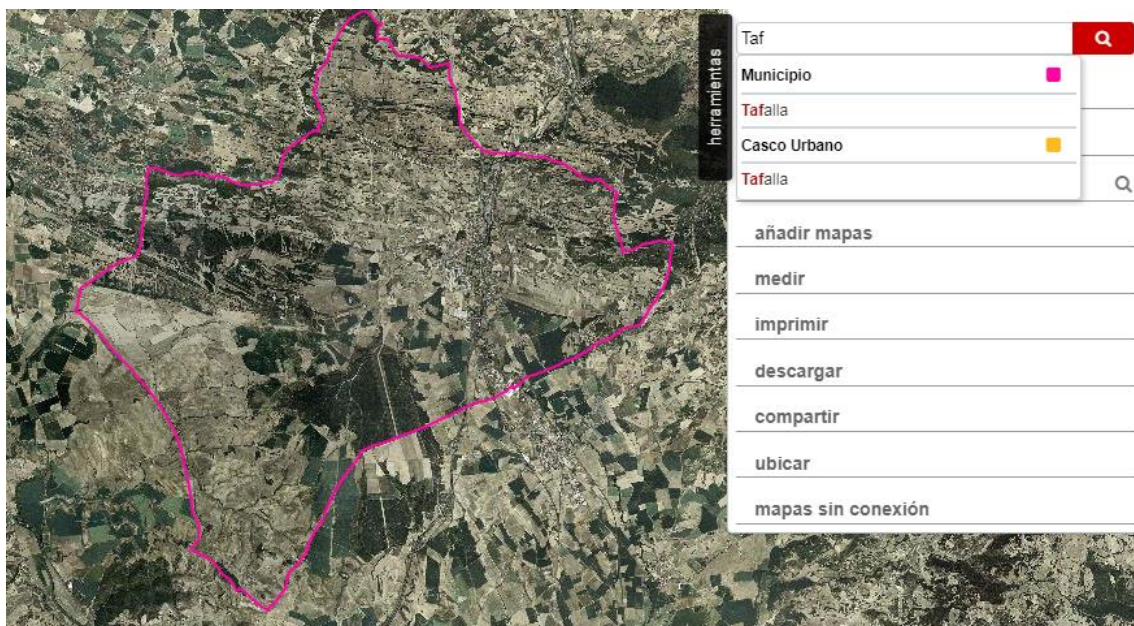 herramientas
Taf
Municipio
Tafalla
Casco Urbano
Tafalla
añadir mapas
medir
imprimir
descargar
compartir
ubicar
mapas sin conexión